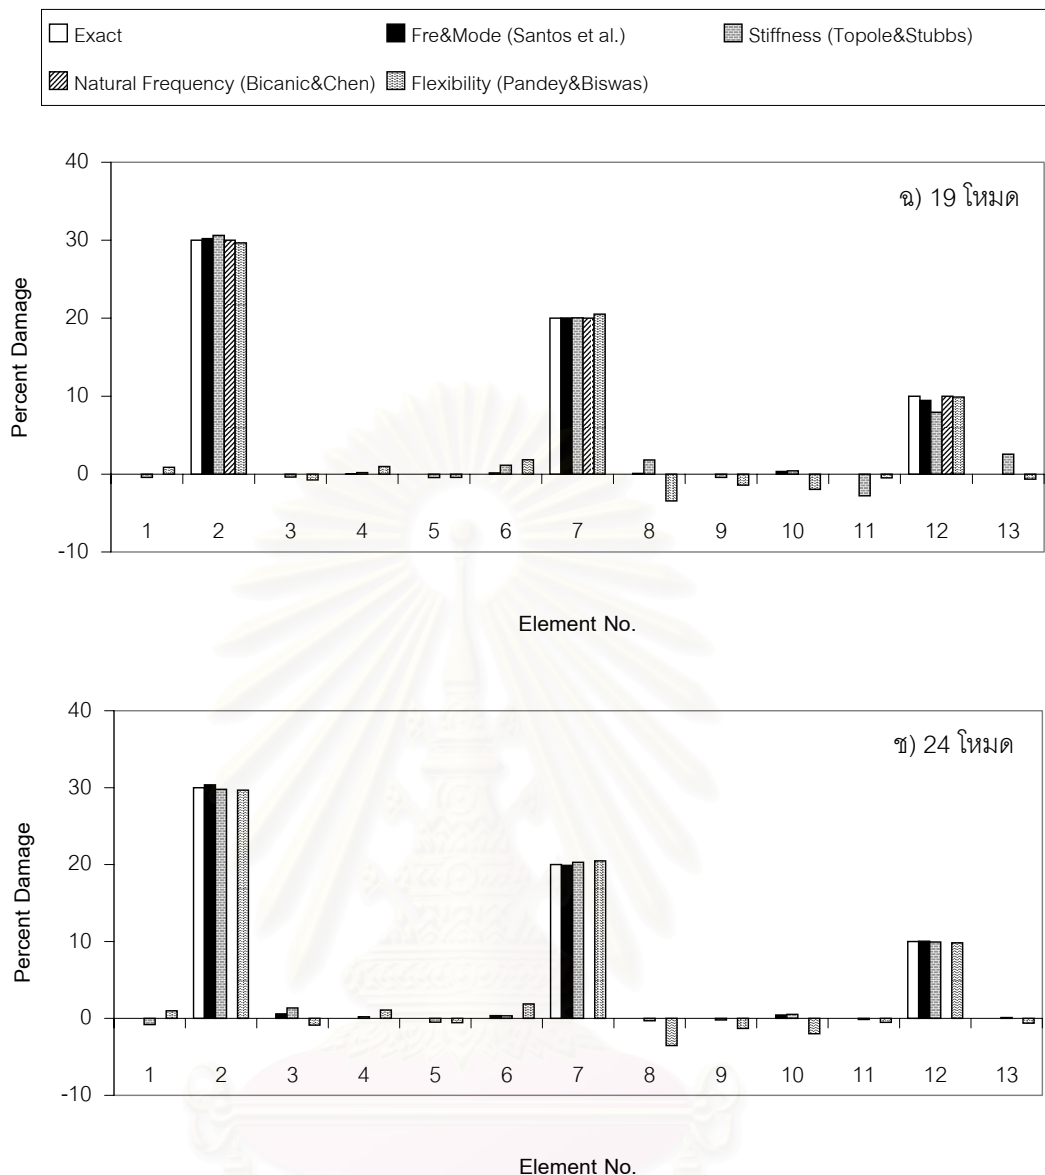 Exact Fre&Mode (Santos et al.) Stiffness (Topole&Stubbs)
Natural Frequency (Bicanic&Chen) Flexibility (Pandey&Biswas)
ฉ) 19 โหมด
Percent Damage
40
30
20
10
0
-10
1 2 3 4 5 6 7 8 9 10 11 12 13
Element No.
ช) 24 โหมด
Percent Damage
40
30
20
10
0
-10
1 2 3 4 5 6 7 8 9 10 11 12 13
Element No.